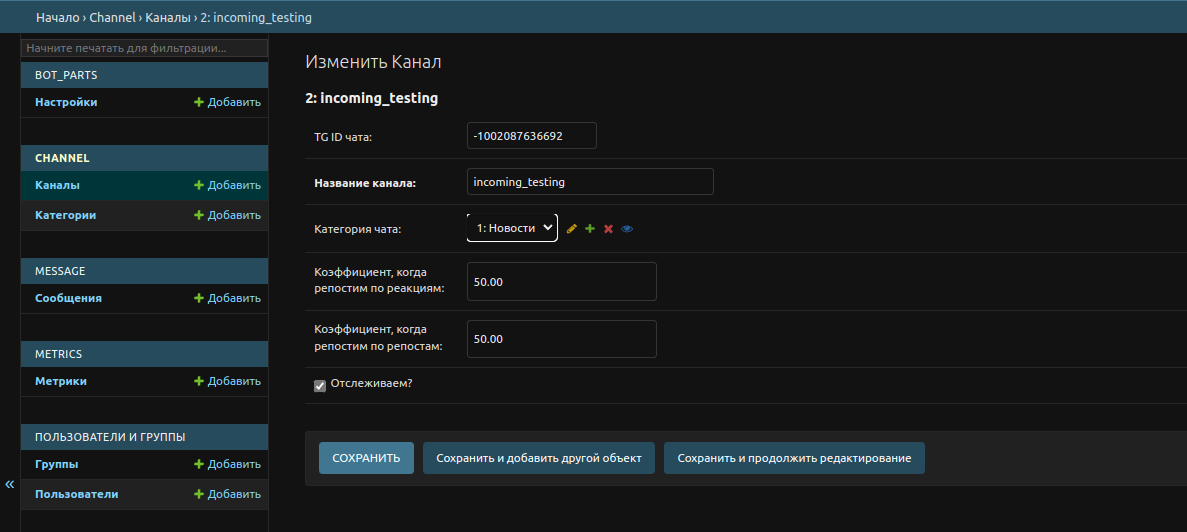 Начало › Channel › Каналы › 2: incoming_testing
Начните печатать для фильтрации...
BOT_PARTS
Настройки + Добавить
CHANNEL
Каналы + Добавить
Категории + Добавить
MESSAGE
Сообщения + Добавить
METRICS
Метрики + Добавить
ПОЛЬЗОВАТЕЛИ И ГРУППЫ
Группы + Добавить
Пользователи + Добавить
«
Изменить Канал
2: incoming_testing
TG ID чата: -1002087636692
Название канала: incoming_testing
Категория чата: 1: Новости
Коэффициент, когда
репостим по реакциям: 50.00
Коэффициент, когда
репостим по репостам: 50.00
Отслеживаем?
СОХРАНИТЬ Сохранить и добавить другой объект Сохранить и продолжить редактирование